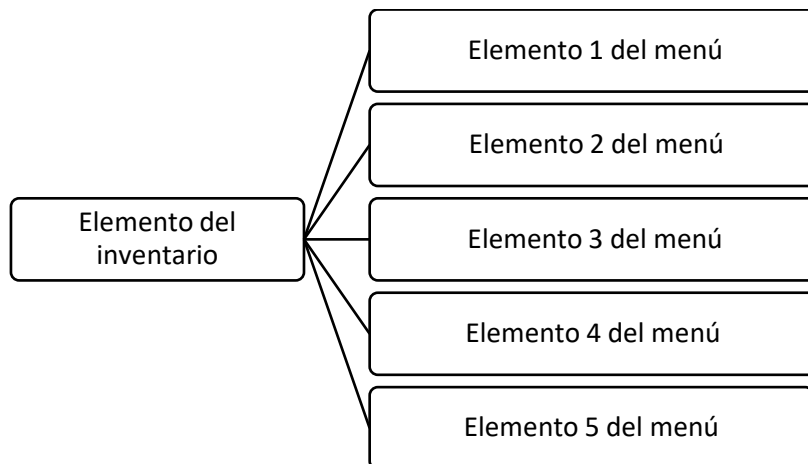 Elemento 1 del menú
Elemento 2 del menú
Elemento del
inventario
Elemento 3 del menú
Elemento 4 del menú
Elemento 5 del menú